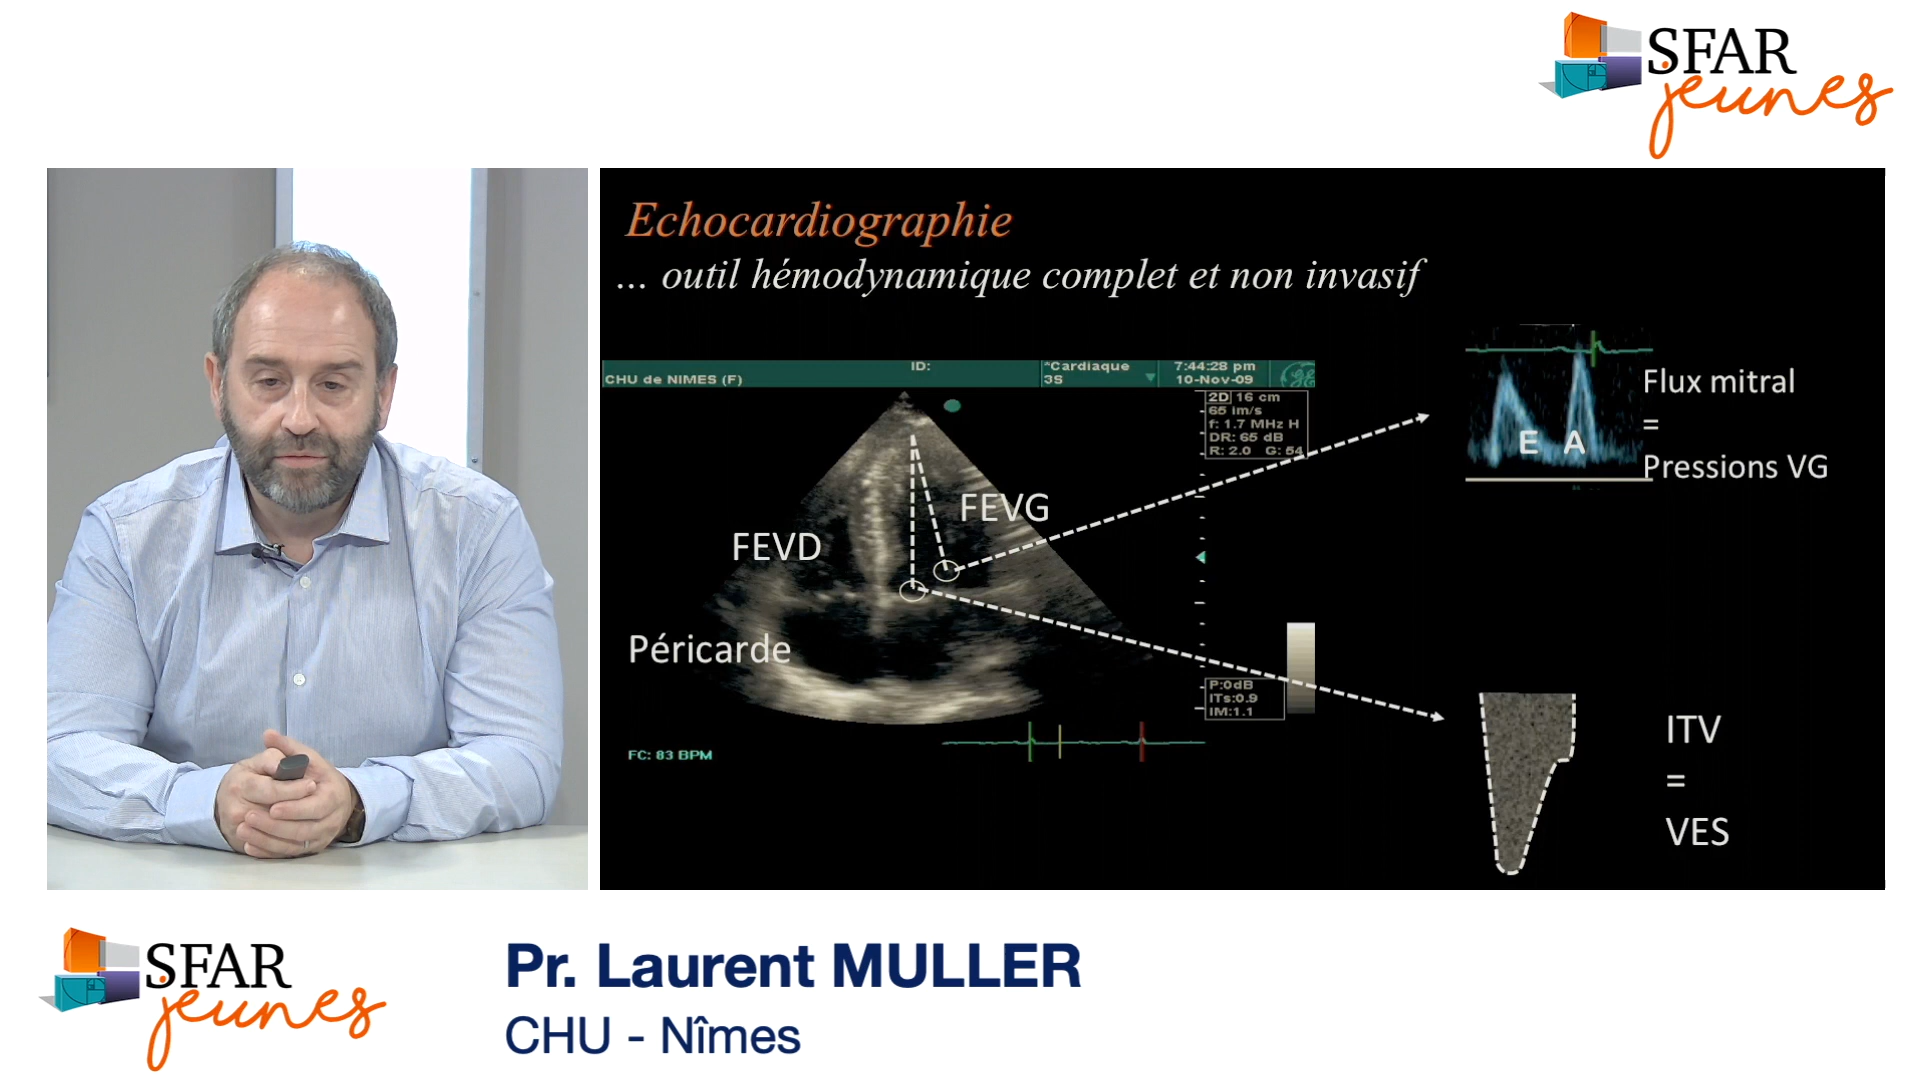 SFAR
jeunes
Echocardiographie
... outil hémodynamique complet et non invasif
CHU de NIMES (F)
ID:
*Cardiaque
3S
7:44:28 pm
10-Nov-09
2D 16 cm
65 im/s
f: 1.7 MHz H
DR: 65 dB
R: 2.0 G: 54
FEVG
FEVD
Péricarde
E A
Flux mitral
=
Pressions VG
P:0dB
ITs:0.9
IM:1.1
FC: 83 BPM
ITV
=
VES
SFAR
jeunes
Pr. Laurent MULLER
CHU - Nîmes